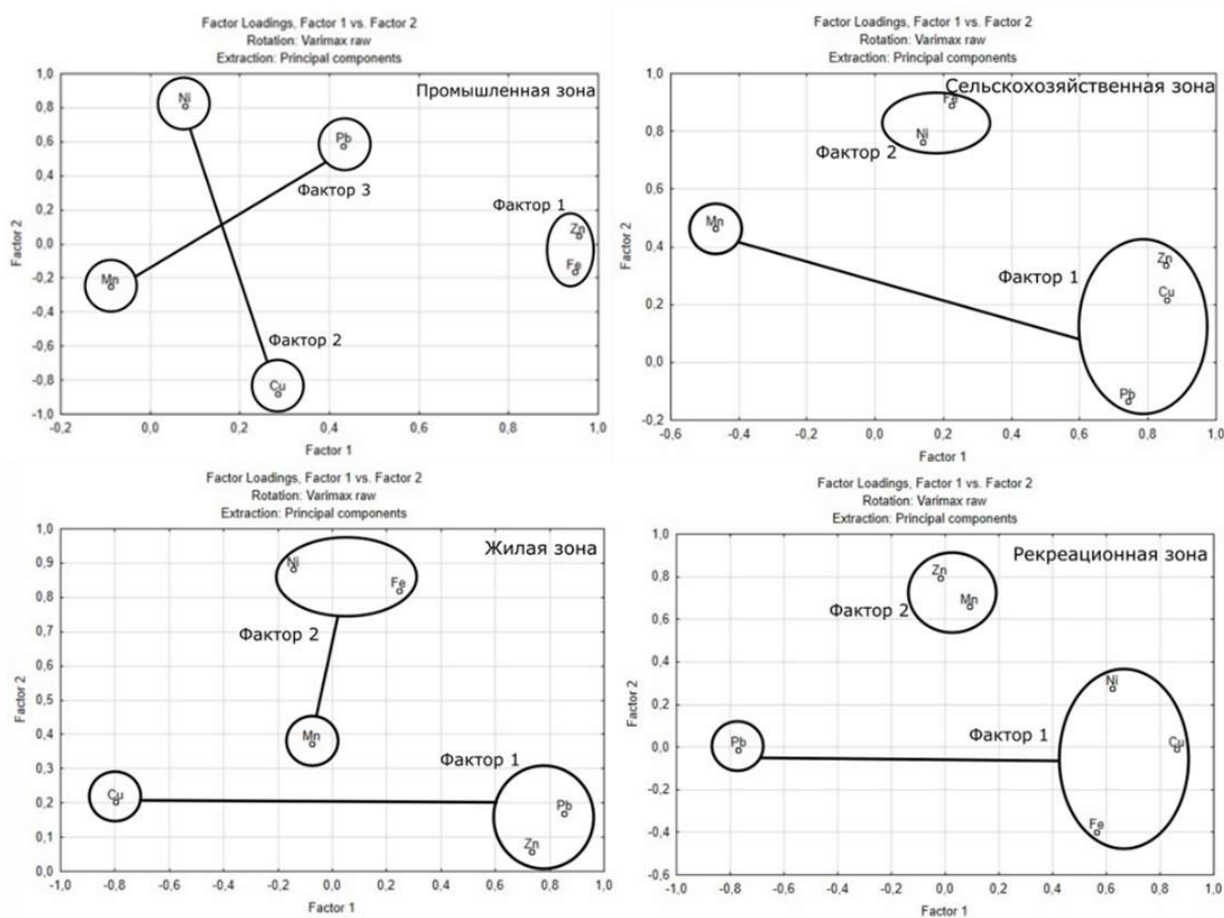 Factor Loadings, Factor 1 vs. Factor 2
Rotation: Varimax raw
Extraction: Principal components
Промышленная зона
1,0
0,8
0,6
0,4
0,2
0,0
-0,2
-0,4
-0,6
-0,8
-1,0
Factor 2
Ni
Pb
Фактор 3
Фактор 1
Zn
Fe
Mn
Фактор 2
Cu
-0,2 0,0 0,2 0,4 0,6 0,8 1,0
Factor 1
Factor Loadings, Factor 1 vs. Factor 2
Rotation: Varimax raw
Extraction: Principal components
Сельскохозяйственная зона
1,0
0,8
0,6
0,4
0,2
0,0
-0,2
Factor 2
Fe
Ni
Фактор 2
Mn
Фактор 1
Zn
Cu
Pb
-0,6 -0,4 -0,2 0,0 0,2 0,4 0,6 0,8 1,0
Factor 1
Factor Loadings, Factor 1 vs. Factor 2
Rotation: Varimax raw
Extraction: Principal components
Жилая зона
1,0
0,9
0,8
0,7
0,6
0,5
0,4
0,3
0,2
0,1
0,0
Factor 2
Ni
Fe
Фактор 2
Mn
Фактор 1
Cu
Pb
Zn
-1,0 -0,8 -0,6 -0,4 -0,2 0,0 0,2 0,4 0,6 0,8 1,0
Factor 1
Factor Loadings, Factor 1 vs. Factor 2
Rotation: Varimax raw
Extraction: Principal components
Рекреационная зона
1,0
0,8
0,6
0,4
0,2
0,0
-0,2
-0,4
-0,6
Factor 2
Zn
Mn
Фактор 2
Ni
Pb
Фактор 1
Cu
Fe
-1,0 -0,8 -0,6 -0,4 -0,2 0,0 0,2 0,4 0,6 0,8 1,0
Factor 1